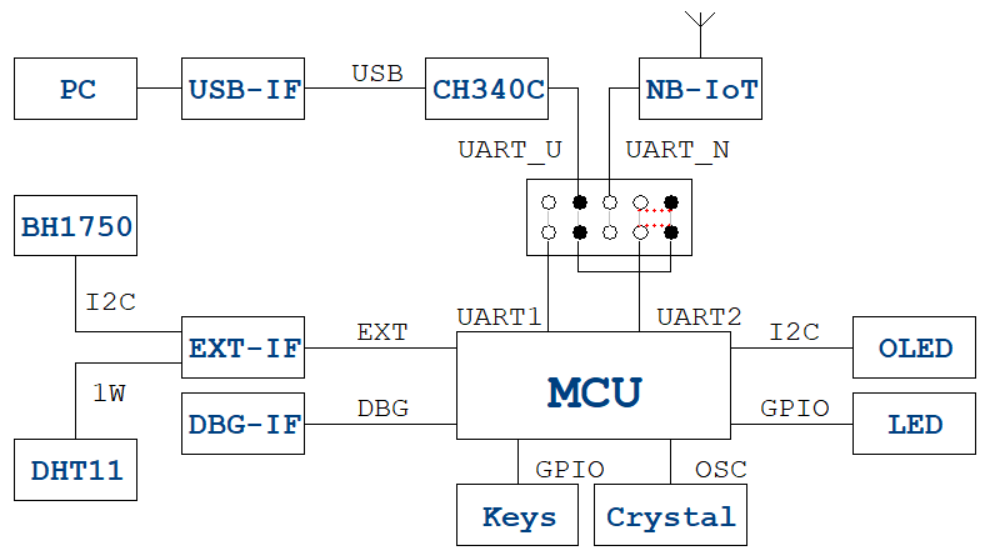 PC
USB-IF
USB
CH340C
NB-IoT
UART_U
UART_N
BH1750
I2C
UART1
UART2
EXT-IF
EXT
I2C
OLED
1W
MCU
DBG-IF
DBG
GPIO
LED
DHT11
GPIO
OSC
Keys
Crystal